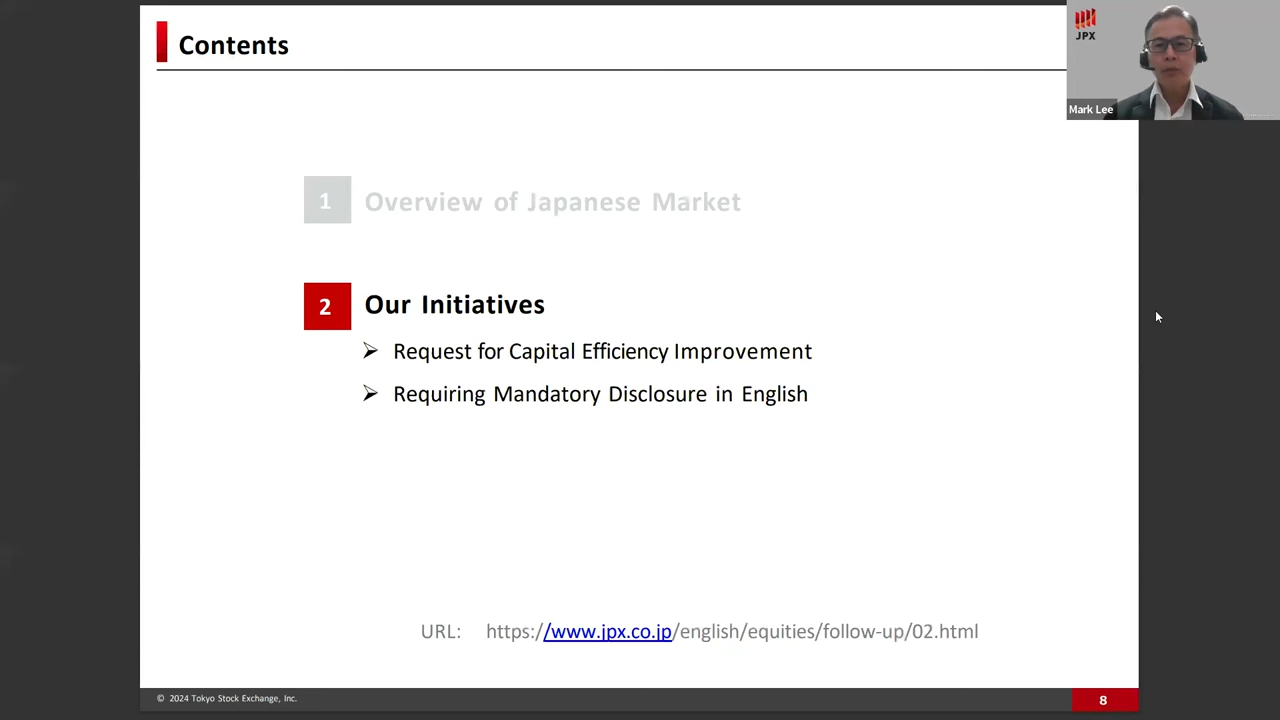 Contents
JPX
Mark Lee
1 Overview of Japanese Market
2 Our Initiatives
➢ Request for Capital Efficiency Improvement
➢ Requiring Mandatory Disclosure in English
URL: https://www.jpx.co.jp/english/equities/follow-up/02.html
© 2024 Tokyo Stock Exchange, Inc.
8